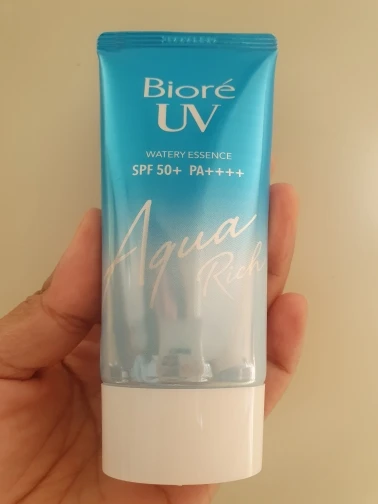 Bioré
UV
WATERY ESSENCE
SPF 50+ PA++++
Aqua
Rich